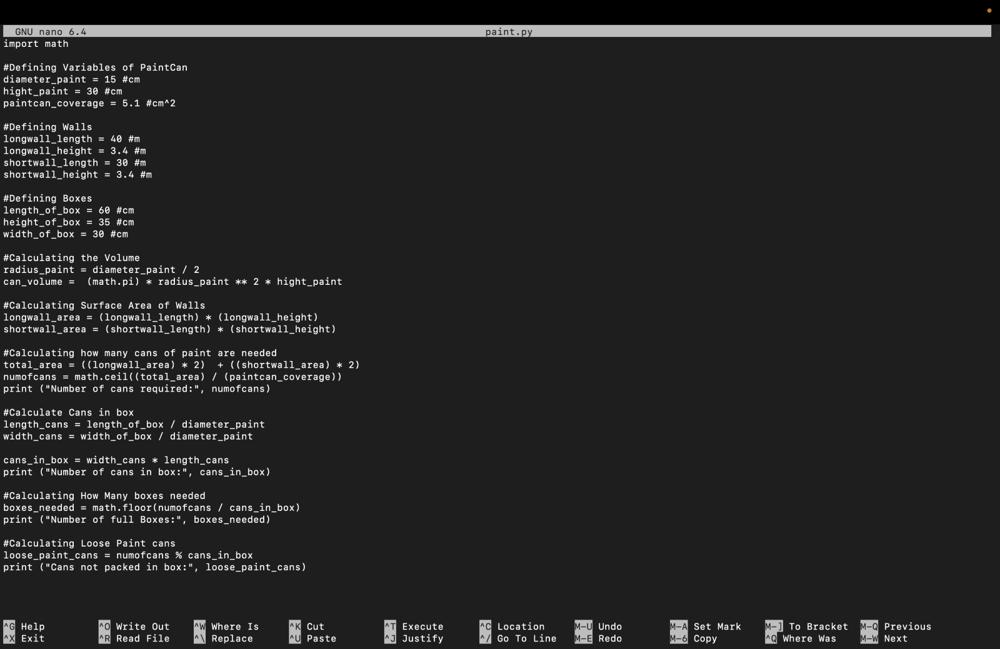 GNU nano 6.4 paint.py
import math
#Defining Variables of PaintCan
diameter_paint = 15 #cm
hight_paint = 30 #cm
paintcan_coverage = 5.1 #cm^2
#Defining Walls
longwall_length = 40 #m
longwall_height = 3.4 #m
shortwall_length = 30 #m
shortwall_height = 3.4 #m
#Defining Boxes
length_of_box = 60 #cm
height_of_box = 35 #cm
width_of_box = 30 #cm
#Calculating the Volume
radius_paint = diameter_paint / 2
can_volume =  (math.pi) * radius_paint ** 2 * hight_paint
#Calculating Surface Area of Walls
longwall_area = (longwall_length) * (longwall_height)
shortwall_area = (shortwall_length) * (shortwall_height)
#Calculating how many cans of paint are needed
total_area = ((longwall_area) * 2)  + ((shortwall_area) * 2)
numofcans = math.ceil((total_area) / (paintcan_coverage))
print ("Number of cans required:", numofcans)
#Calculate Cans in box
length_cans = length_of_box / diameter_paint
width_cans = width_of_box / diameter_paint
cans_in_box = width_cans * length_cans
print ("Number of cans in box:", cans_in_box)
#Calculating How Many boxes needed
boxes_needed = math.floor(numofcans / cans_in_box)
print ("Number of full Boxes:", boxes_needed)
#Calculating Loose Paint cans
loose_paint_cans = numofcans % cans_in_box
print ("Cans not packed in box:", loose_paint_cans)
^G Help ^O Write Out ^W Where Is ^K Cut ^T Execute ^C Location M-U Undo M-A Set Mark M-] To Bracket M-Q Previous
^X Exit ^R Read File ^\ Replace ^U Paste ^J Justify ^/ Go To Line M-E Redo M-6 Copy ^Q Where Was M-W Next